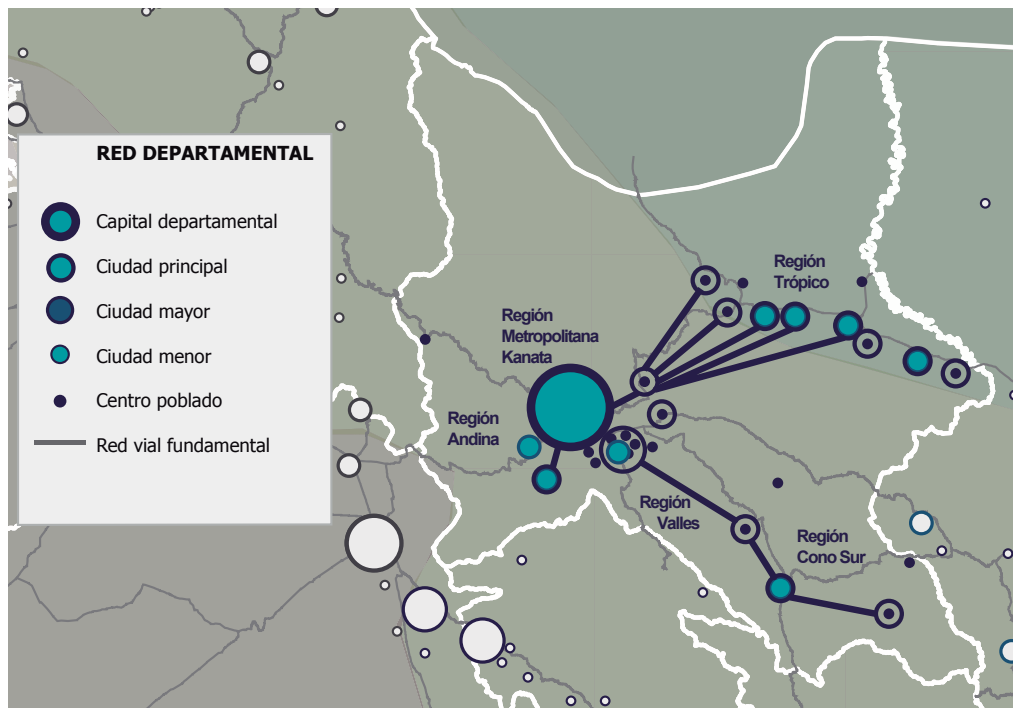 RED DEPARTAMENTAL
Capital departamental
Ciudad principal
Ciudad mayor
Ciudad menor
Centro poblado
Red vial fundamental
Región
Trópico
Región
Metropolitana
Kanata
Región
Andina
Región
Valles
Región
Cono Sur